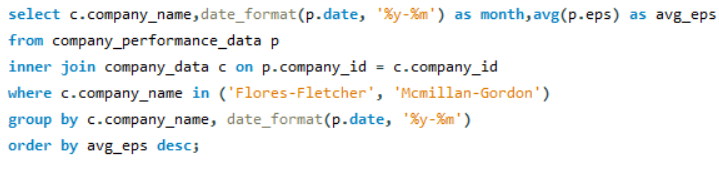 select c.company_name,date_format(p.date, '%y-%m') as month,avg(p.eps) as avg_eps
from company_performance_data p
inner join company_data c on p.company_id = c.company_id
where c.company_name in ('Flores-Fletcher', 'Mcmillan-Gordon')
group by c.company_name, date_format(p.date, '%y-%m')
order by avg_eps desc;